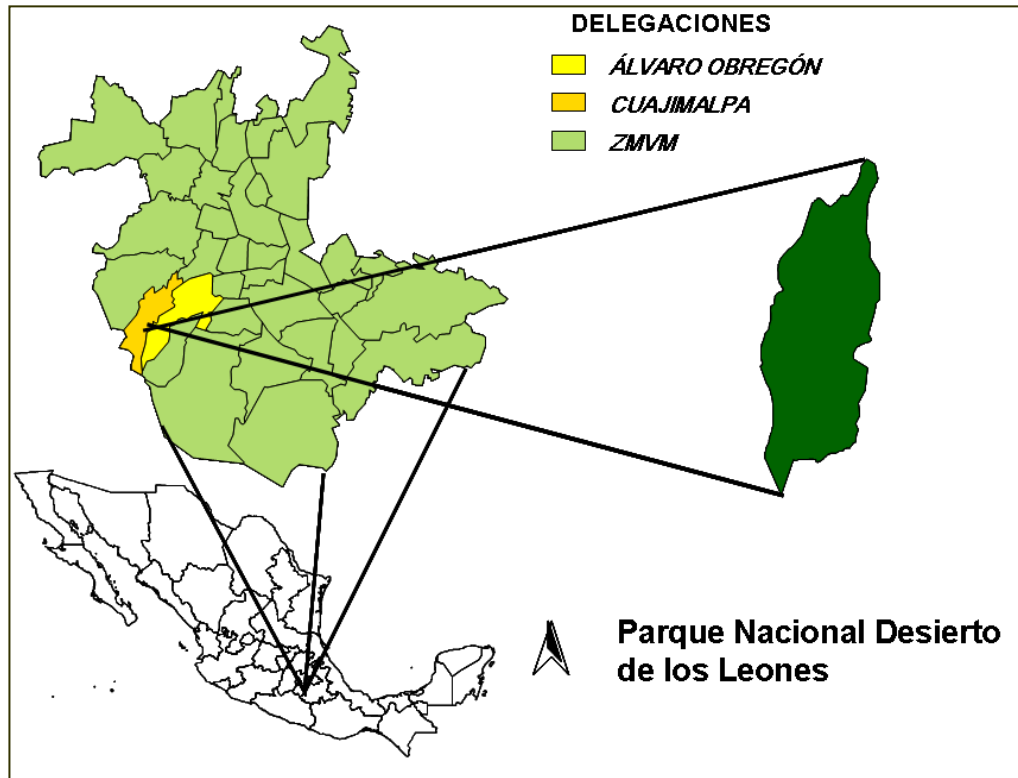 DELEGACIONES
ÁLVARO OBREGÓN
CUAJIMALPA
ZMVM
Parque Nacional Desierto
de los Leones